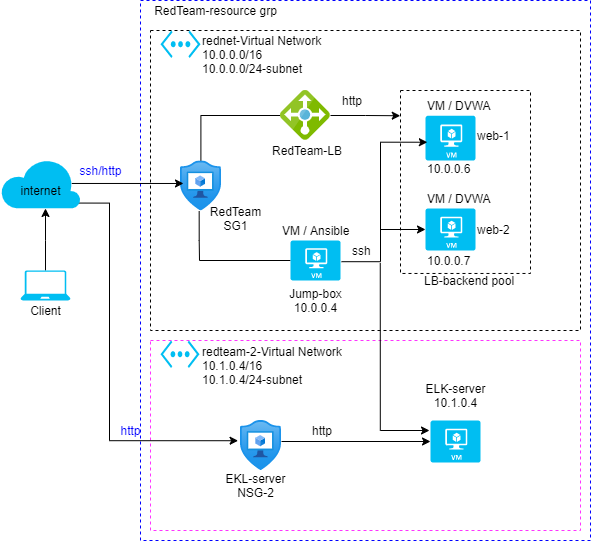 RedTeam-resource grp
rednet-Virtual Network
10.0.0.0/16
10.0.0.0/24-subnet
http
VM / DVWA
web-1
VM
10.0.0.6
RedTeam-LB
ssh/http
internet
RedTeam
SG1
VM / DVWA
web-2
VM
10.0.0.7
VM / Ansible
ssh
VM
LB-backend pool
Jump-box
10.0.0.4
Client
redteam-2-Virtual Network
10.1.0.4/16
10.1.0.4/24-subnet
ELK-server
10.1.0.4
http
http
VM
EKL-server
NSG-2